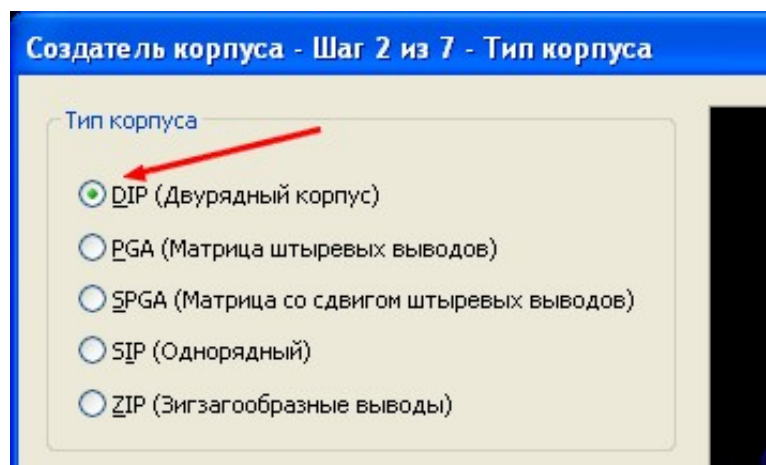 Создатель корпуса - Шаг 2 из 7 - Тип корпуса
Тип корпуса
DIP (Двурядный корпус)
PGA (Матрица штыревых выводов)
SPGA (Матрица со сдвигом штыревых выводов)
SIP (Однорядный)
ZIP (Зигзагообразные выводы)